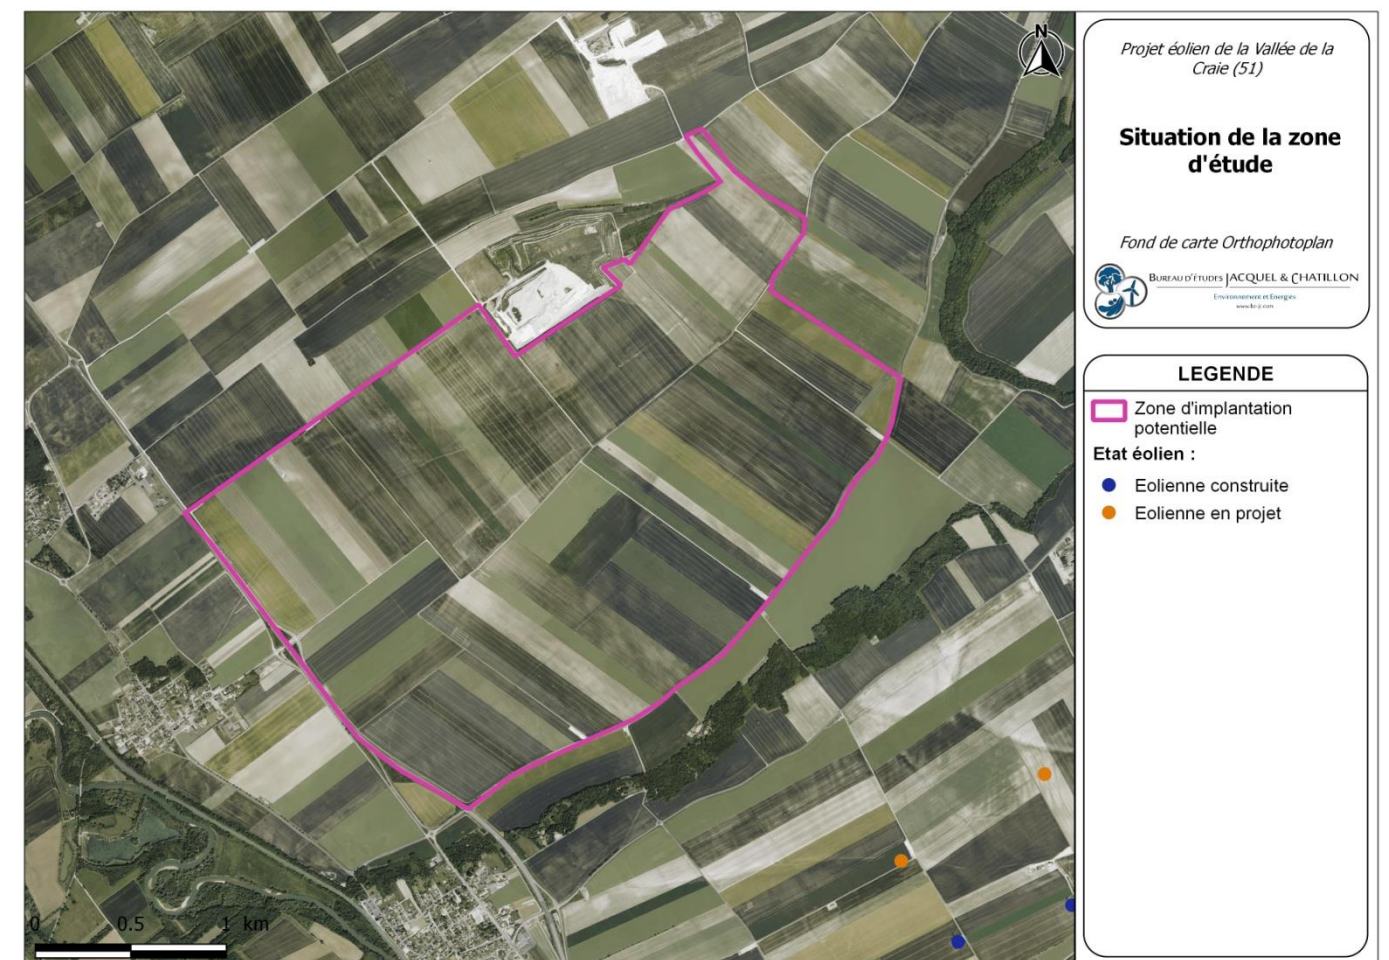 N
Projet éolien de la Vallée de la
Craie (51)
Situation de la zone
d'étude
Fond de carte Orthophotoplan
BUREAU D'ÉTUDES JACQUEL & CHATILLON
Environnement et Energies
LEGENDE
Zone d'implantation
potentielle
Etat éolien :
Eolienne construite
Eolienne en projet
0 0.5 1 km